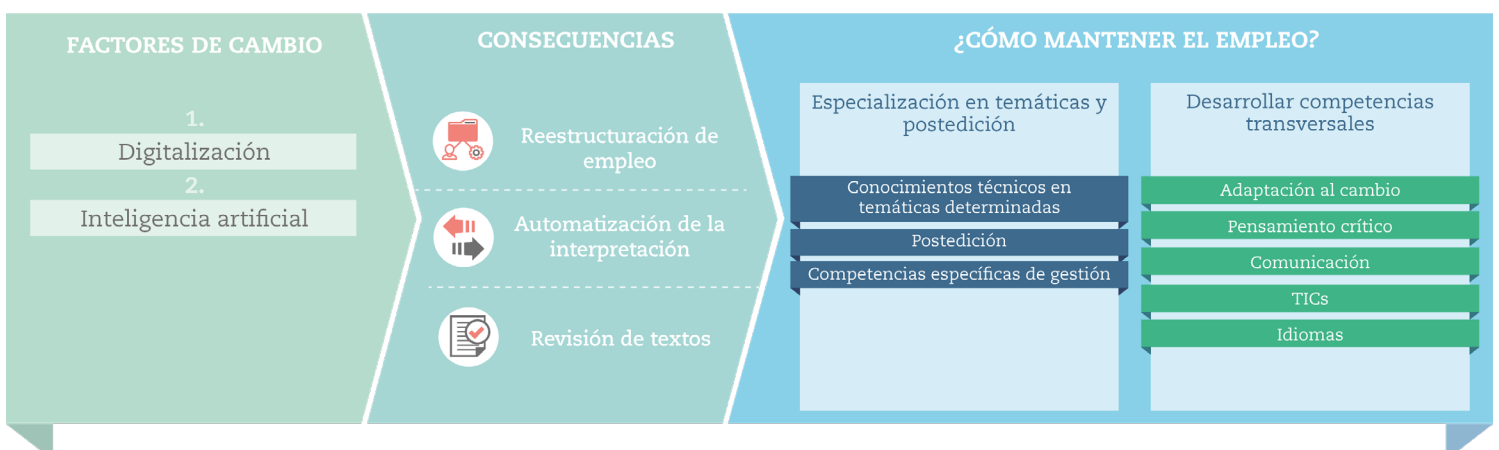 FACTORES DE CAMBIO
1.
Digitalización
2.
Inteligencia artificial
CONSECUENCIAS
Reestructuración de
empleo
Automatización de la
interpretación
Revisión de textos
¿CÓMO MANTENER EL EMPLEO?
Especialización en temáticas y
postedición
Conocimientos técnicos en
temáticas determinadas
Postedición
Competencias específicas de gestión
Desarrollar competencias
transversales
Adaptación al cambio
Pensamiento crítico
Comunicación
TICs
Idiomas